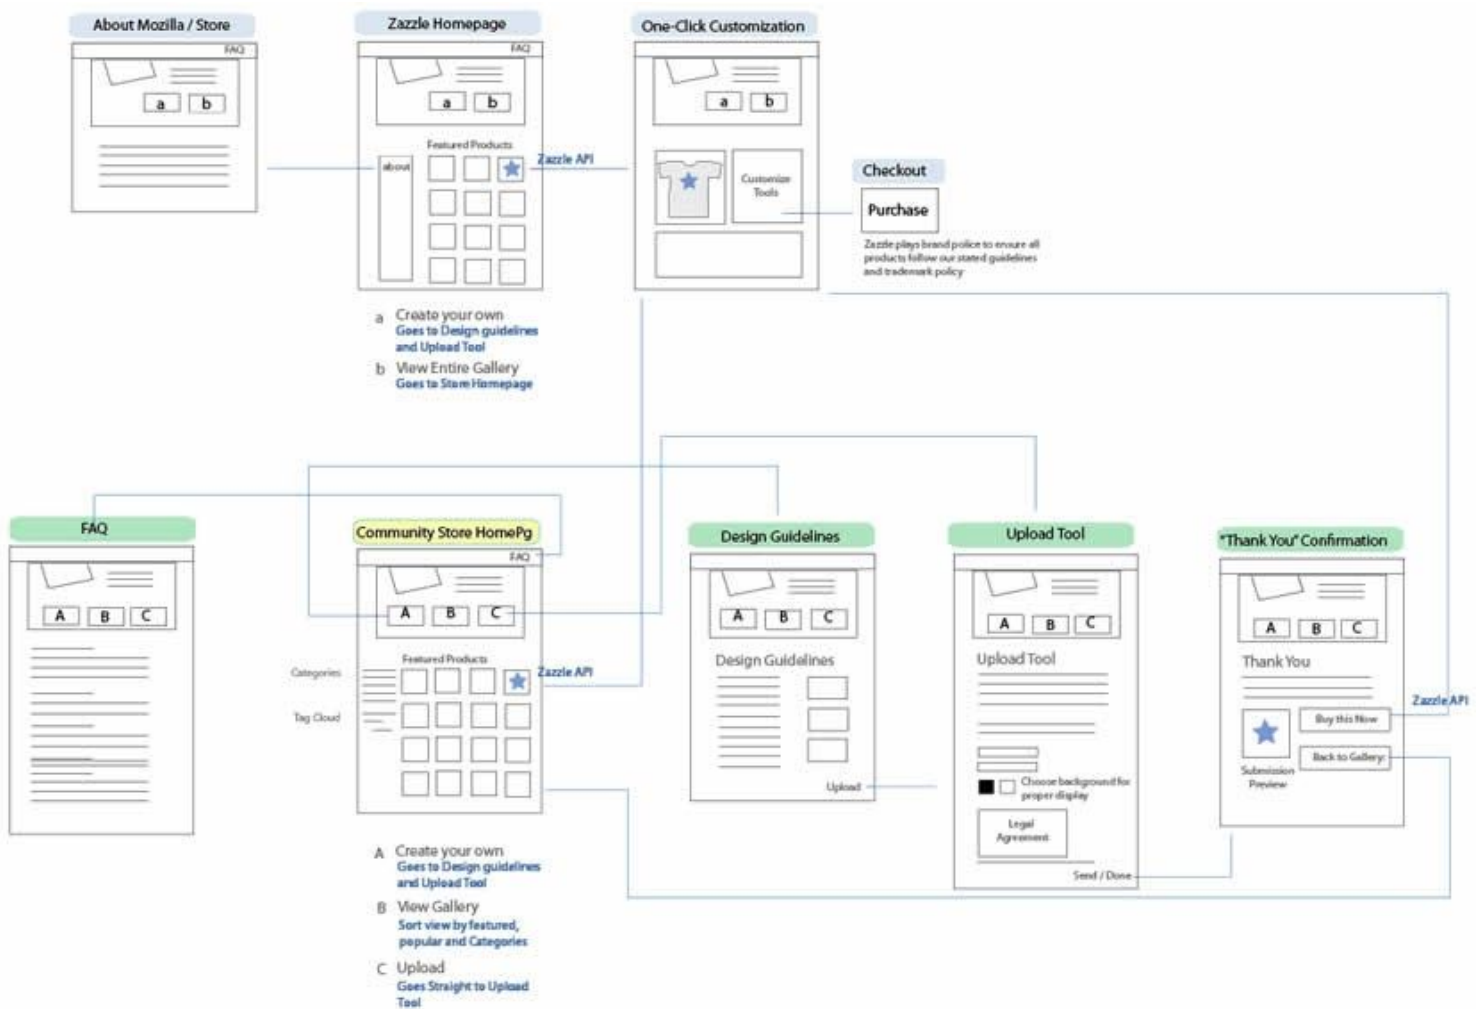 About Mozilla / Store
FAQ
a b
Zazzle Homepage
FAQ
a b
Featured Products
about
Zazzle API
One-Click Customization
a b
Customize
Tools
Checkout
Purchase
Zazzle plays brand police to ensure all
products follow our stated guidelines
and trademark policy
a Create your own
Goes to Design guidelines
and Upload Tool
b View Entire Gallery
Goes to Store Homepage
FAQ
A B C
Community Store HomePg
FAQ
A B C
Featured Products
Categories
Tag Cloud
Zazzle API
A Create your own
Goes to Design guidelines
and Upload Tool
B View Gallery
Sort view by featured,
popular and Categories
C Upload
Goes Straight to Upload
Tool
Design Guidelines
A B C
Design Guidelines
Upload
Upload Tool
A B C
Upload Tool
Choose background for
proper display
Legal
Agreement
Send / Done
"Thank You" Confirmation
A B C
Thank You
Buy this Now
Back to Gallery:
Submission
Preview
Zazzle API